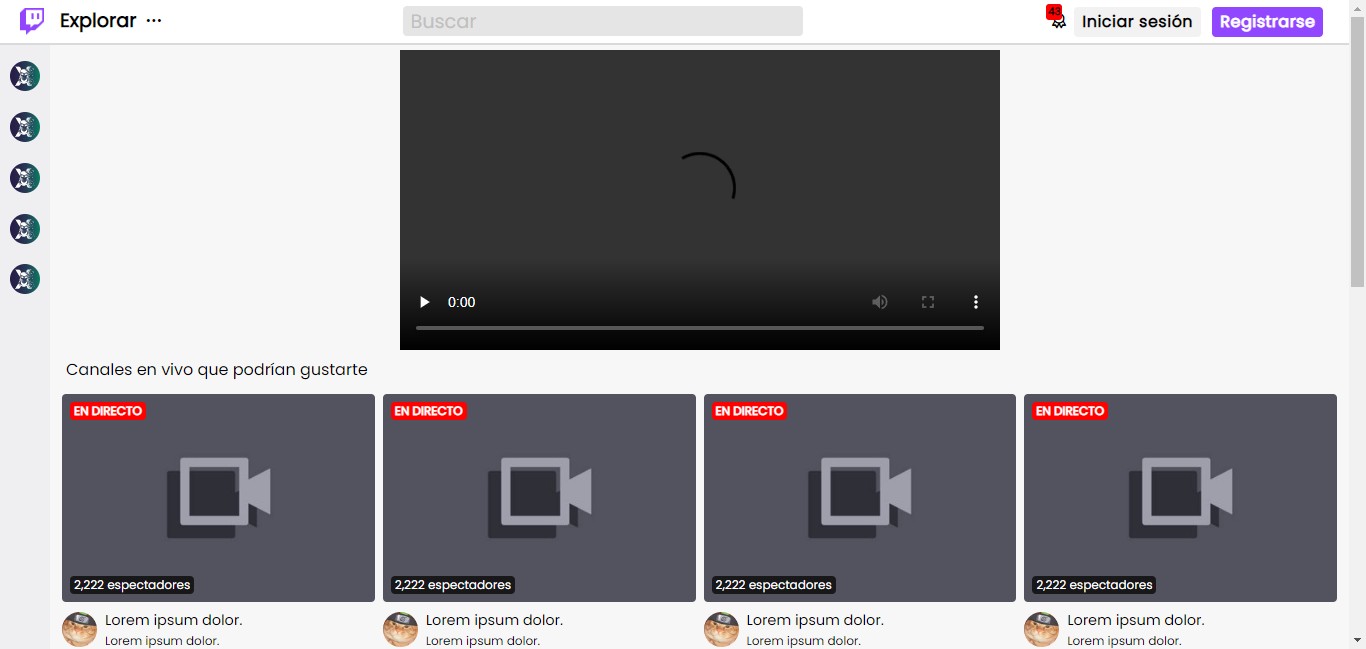 Explorar ···
Buscar
43
Iniciar sesión
Registrarse
0:00
Canales en vivo que podrían gustarte
EN DIRECTO EN DIRECTO EN DIRECTO EN DIRECTO
2,222 espectadores 2,222 espectadores 2,222 espectadores 2,222 espectadores
Lorem ipsum dolor. Lorem ipsum dolor. Lorem ipsum dolor. Lorem ipsum dolor.
Lorem ipsum dolor. Lorem ipsum dolor. Lorem ipsum dolor. Lorem ipsum dolor.